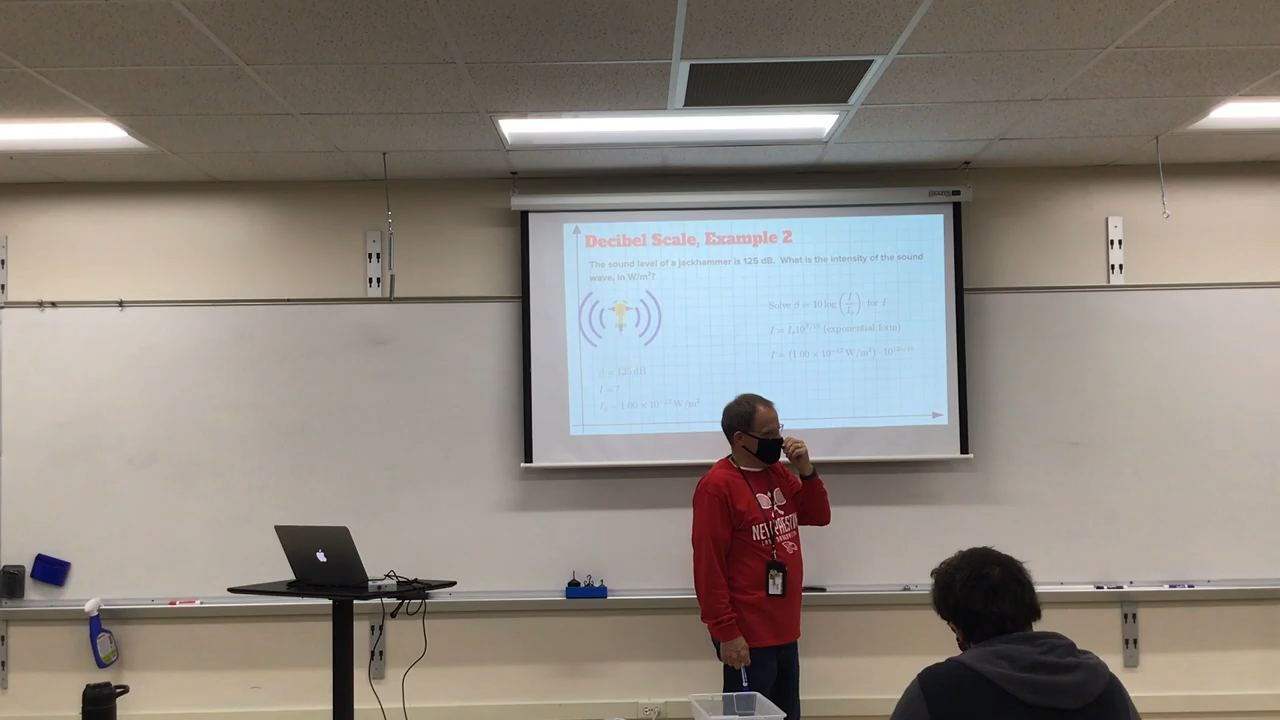 Decibel Scale, Example 2
The sound level of a jackhammer is 125 dB. What is the intensity of the sound
wave, in W/m²?
Solve β = 10 log (I/I₀) for I
I = I₀10^β/10 (exponential form)
I = (1.00 × 10⁻¹² W/m²) · 10^125/10
β = 125 dB
I = ?
I₀ = 1.00 × 10⁻¹² W/m²